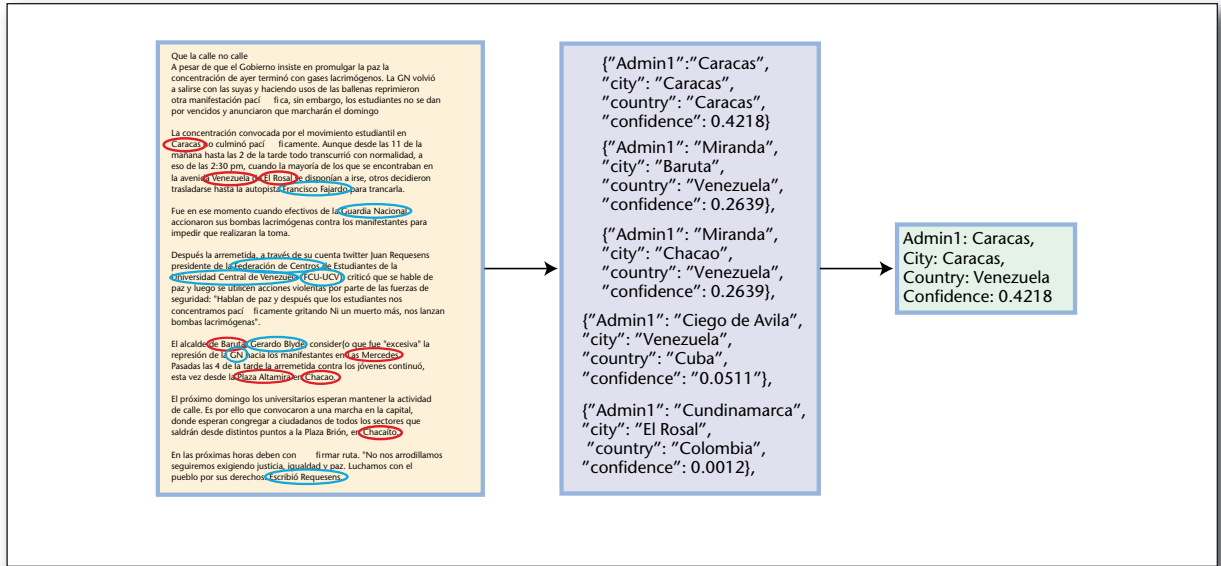 Que la calle no calle
A pesar de que el Gobierno insiste en promulgar la paz la
concentración de ayer terminó con gases lacrimógenos. La GN volvió
a salirse con las suyas y haciendo usos de las ballenas reprimieron
otra manifestación pací fica, sin embargo, los estudiantes no se dan
por vencidos y anunciaron que marcharán el domingo
La concentración convocada por el movimiento estudiantil en
Caracas no culminó pací ficamente. Aunque desde las 11 de la
mañana hasta las 2 de la tarde todo transcurrió con normalidad, a
eso de las 2:30 pm, cuando la mayoría de los que se encontraban en
la avenida Venezuela de El Rosal se disponían a irse, otros decidieron
trasladarse hasta la autopista Francisco Fajardo para trancarla.
Fue en ese momento cuando efectivos de la Guardia Nacional
accionaron sus bombas lacrimógenas contra los manifestantes para
impedir que realizaran la toma.
Después la arremetida, a través de su cuenta twitter Juan Requesens
presidente de la Federación de Centros de Estudiantes de la
Universidad Central de Venezuela (FCU-UCV) criticó que se hable de
paz y luego se utilicen acciones violentas por parte de las fuerzas de
seguridad: "Hablan de paz y después que los estudiantes nos
concentramos pací ficamente gritando Ni un muerto más, nos lanzan
bombas lacrimógenas".
El alcalde de Baruta, Gerardo Blyde, consider{o que fue "excesiva" la
represión de la GN hacia los manifestantes en Las Mercedes.
Pasadas las 4 de la tarde la arremetida contra los jóvenes continuó,
esta vez desde la Plaza Altamira en Chacao.
El próximo domingo los universitarios esperan mantener la actividad
de calle. Es por ello que convocaron a una marcha en la capital,
donde esperan congregar a ciudadanos de todos los sectores que
saldrán desde distintos puntos a la Plaza Brión, en Chacaito.
En las próximas horas deben con firmar ruta. "No nos arrodillamos
seguiremos exigiendo justicia, igualdad y paz. Luchamos con el
pueblo por sus derechos. Escribió Requesens.
{"Admin1":"Caracas",
"city": "Caracas",
"country": "Caracas",
"confidence": 0.4218}
{"Admin1": "Miranda",
"city": "Baruta",
"country": "Venezuela",
"confidence": 0.2639},
{"Admin1": "Miranda",
"city": "Chacao",
"country": "Venezuela",
"confidence": 0.2639},
{"Admin1": "Ciego de Avila",
"city": "Venezuela",
"country": "Cuba",
"confidence": "0.0511"},
{"Admin1": "Cundinamarca",
"city": "El Rosal",
"country": "Colombia",
"confidence": 0.0012},
Admin1: Caracas,
City: Caracas,
Country: Venezuela
Confidence: 0.4218